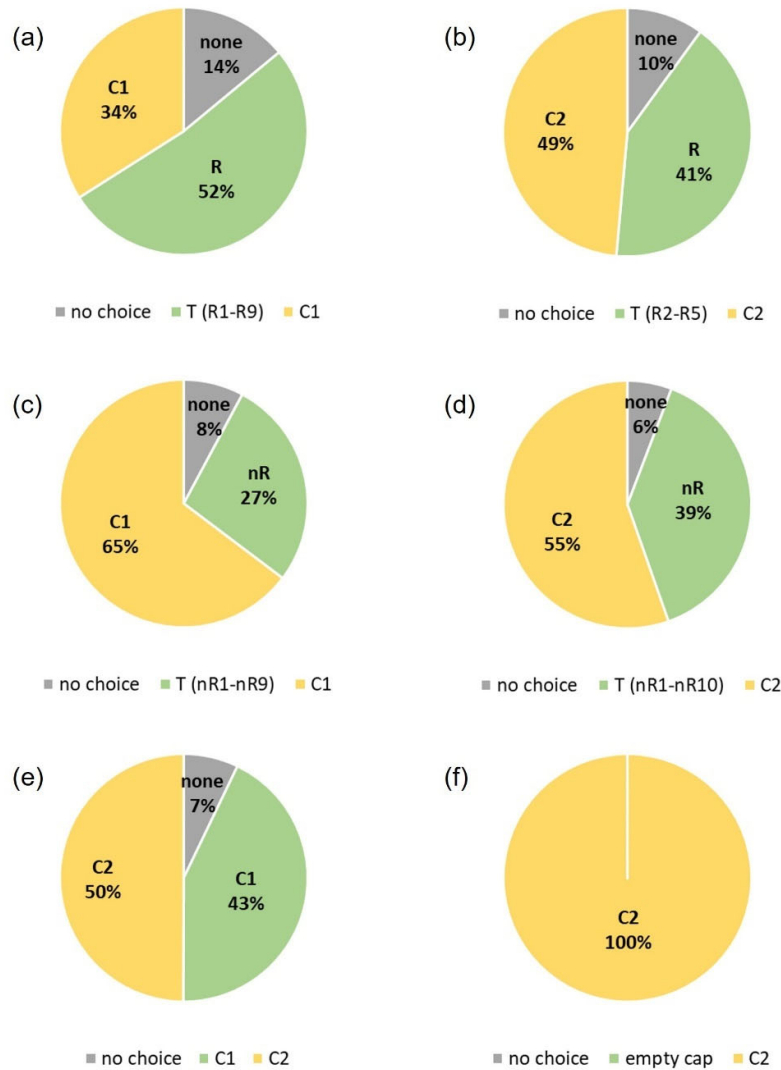 (a)
none
14%
C1
34%
R
52%
no choice T (R1-R9) C1
(b)
none
10%
C2
49%
R
41%
no choice T (R2-R5) C2
(c)
none
8%
nR
27%
C1
65%
no choice T (nR1-nR9) C1
(d)
none
6%
nR
39%
C2
55%
no choice T (nR1-nR10) C2
(e)
none
7%
C2
50%
C1
43%
no choice C1 C2
(f)
C2
100%
no choice empty cap C2